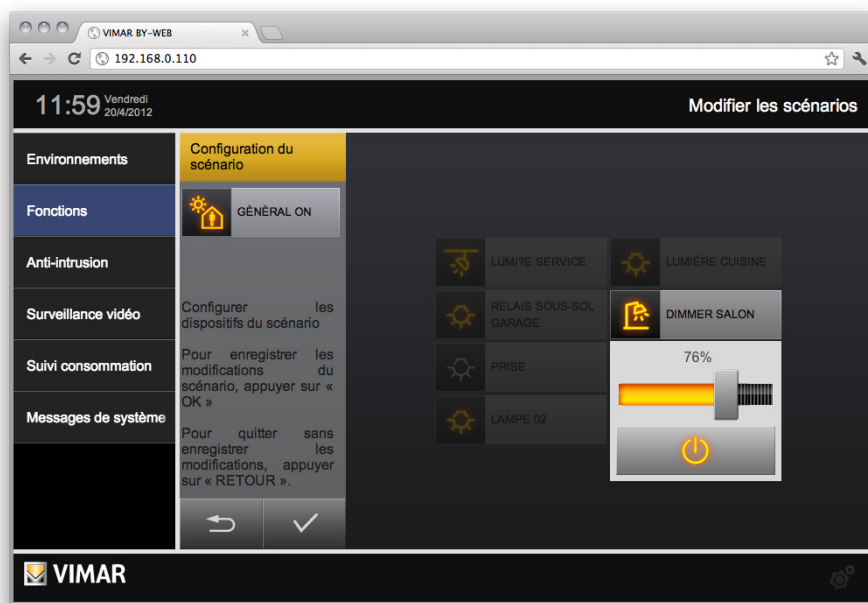 VIMAR BY-WEB
192.168.0.110
11:59 Vendredi
20/4/2012
Modifier les scénarios
Environnements
Fonctions
Anti-intrusion
Surveillance vidéo
Suivi consommation
Messages de système
Configuration du
scénario
GÈNÈRAL ON
Configurer les
dispositifs du scénario
Pour enregistrer les
modifications du
scénario, appuyer sur «
OK »
Pour quitter sans
enregistrer les
modifications, appuyer
sur « RETOUR ».
LUMI?E SERVICE
LUMIÈRE CUISINE
RELAIS SOUS-SOL
GARAGE
DIMMER SALON
PRISE
76%
LAMPE 02
VIMAR